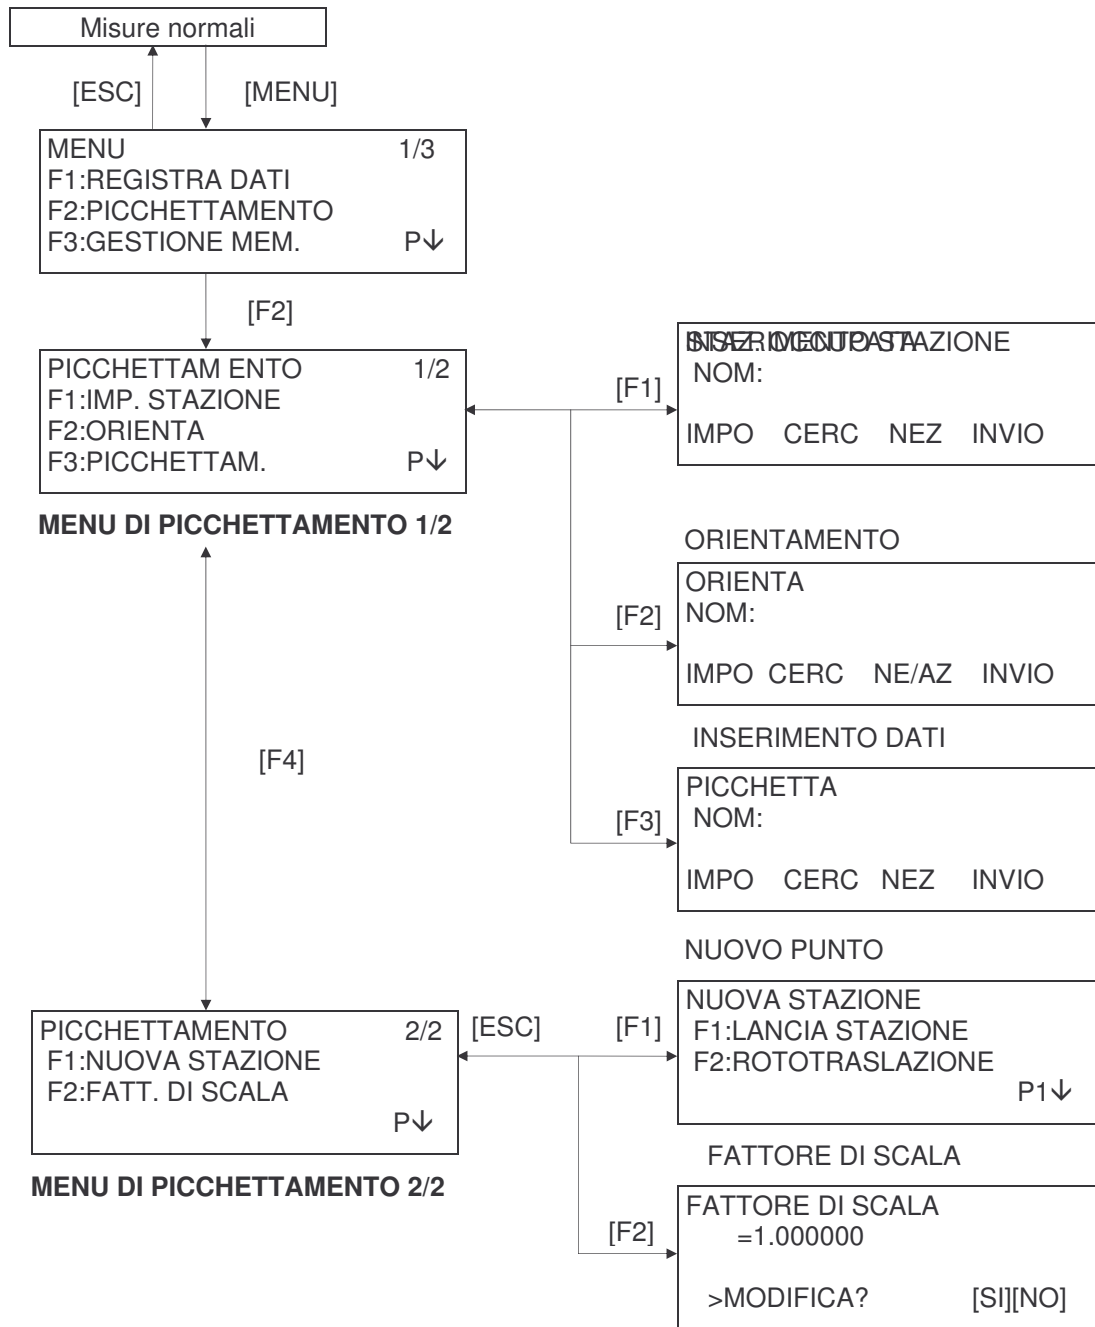 Misure normali
[ESC] [MENU]
MENU 1/3
F1:REGISTRA DATI
F2:PICCHETTAMENTO
F3:GESTIONE MEM. P↓
[F2]
PICCHETTAM ENTO 1/2
F1:IMP. STAZIONE
F2:ORIENTA
F3:PICCHETTAM. P↓
MENU DI PICCHETTAMENTO 1/2
[F1]
INSERIMENTO STAZIONE
STAZ. OCCUPATA
NOM:
IMPO CERC NEZ INVIO
ORIENTAMENTO
[F2]
ORIENTA
NOM:
IMPO CERC NE/AZ INVIO
INSERIMENTO DATI
[F3]
PICCHETTA
NOM:
IMPO CERC NEZ INVIO
[F4]
PICCHETTAMENTO 2/2
F1:NUOVA STAZIONE
F2:FATT. DI SCALA
P↓
MENU DI PICCHETTAMENTO 2/2
[ESC]
NUOVO PUNTO
[F1]
NUOVA STAZIONE
F1:LANCIA STAZIONE
F2:ROTOTRASLAZIONE
P1↓
FATTORE DI SCALA
[F2]
FATTORE DI SCALA
=1.000000
>MODIFICA? [SI][NO]